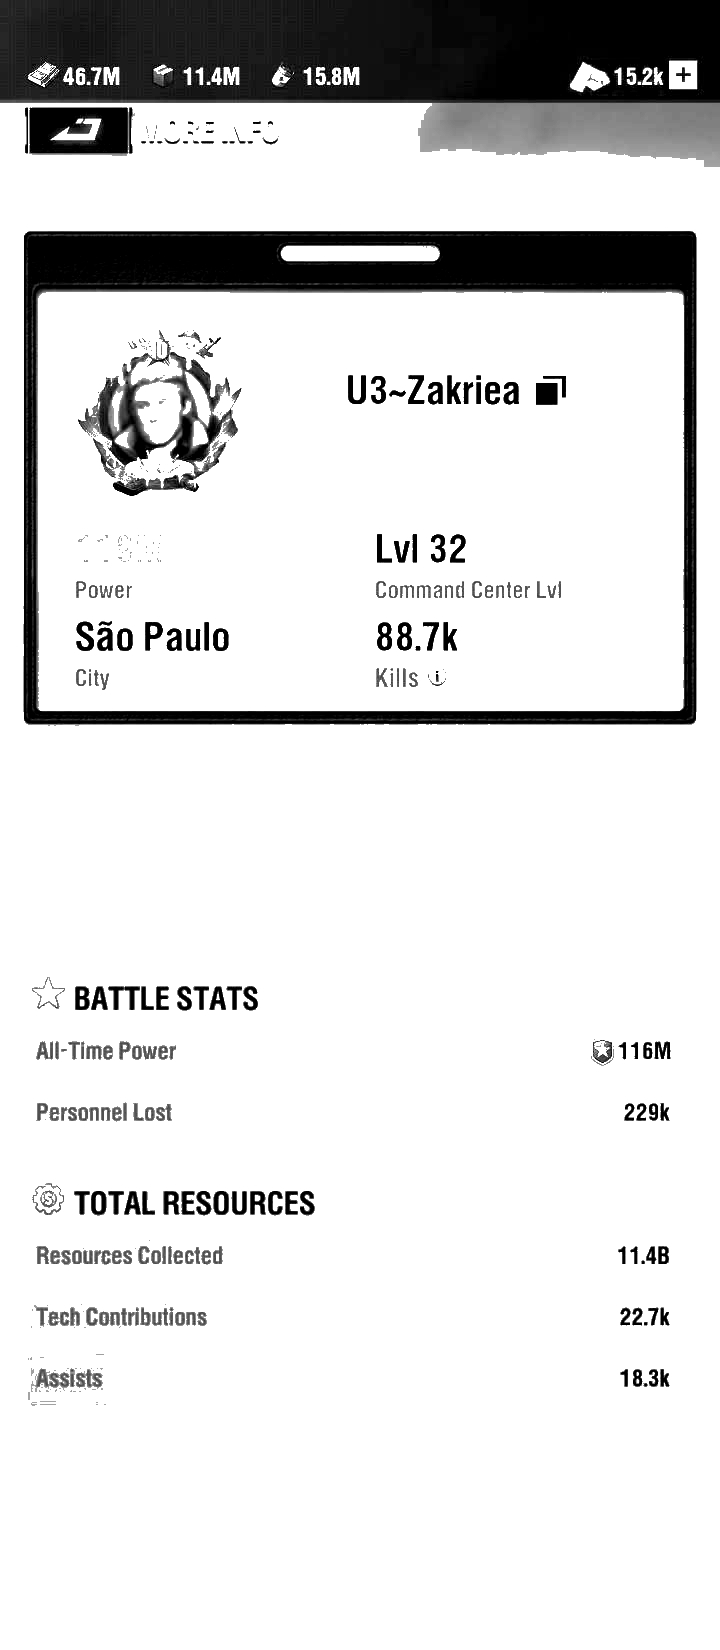 46.7M 11.4M 15.8M 15.2k
MORE INFO
U3~Zakriea
Lvl 32
Power Command Center Lvl
São Paulo 88.7k
City Kills
BATTLE STATS
All-Time Power 116M
Personnel Lost 229k
TOTAL RESOURCES
Resources Collected 11.4B
Tech Contributions 22.7k
Assists 18.3k